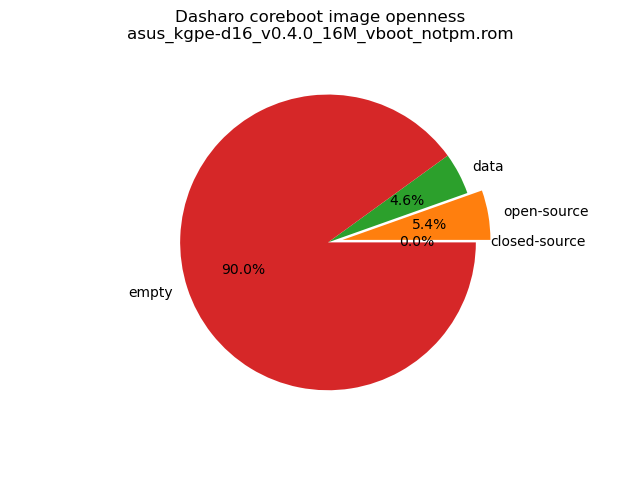 Dasharo coreboot image openness
asus_kgpe-d16_v0.4.0_16M_vboot_notpm.rom
data
4.6%
open-source
5.4%
closed-source
0.0%
90.0%
empty